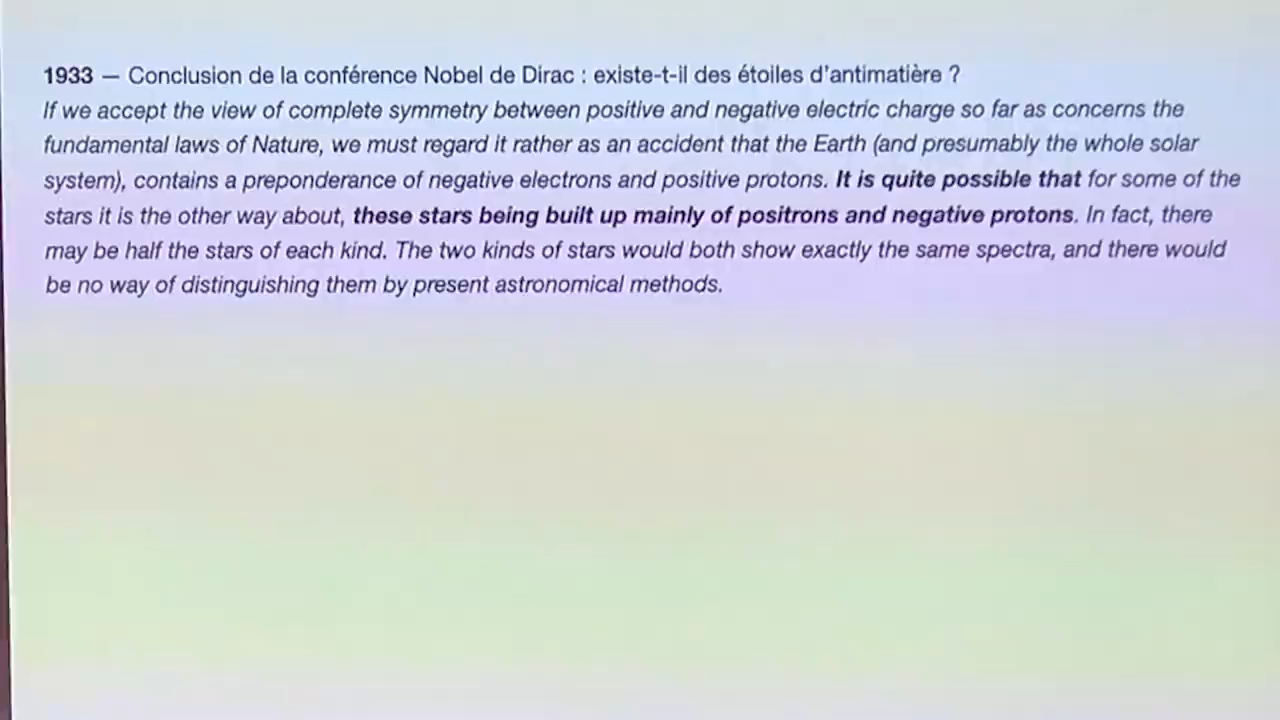 1933 — Conclusion de la conférence Nobel de Dirac : existe-t-il des étoiles d'antimatière ?
If we accept the view of complete symmetry between positive and negative electric charge so far as concerns the
fundamental laws of Nature, we must regard it rather as an accident that the Earth (and presumably the whole solar
system), contains a preponderance of negative electrons and positive protons. It is quite possible that for some of the
stars it is the other way about, these stars being built up mainly of positrons and negative protons. In fact, there
may be half the stars of each kind. The two kinds of stars would both show exactly the same spectra, and there would
be no way of distinguishing them by present astronomical methods.